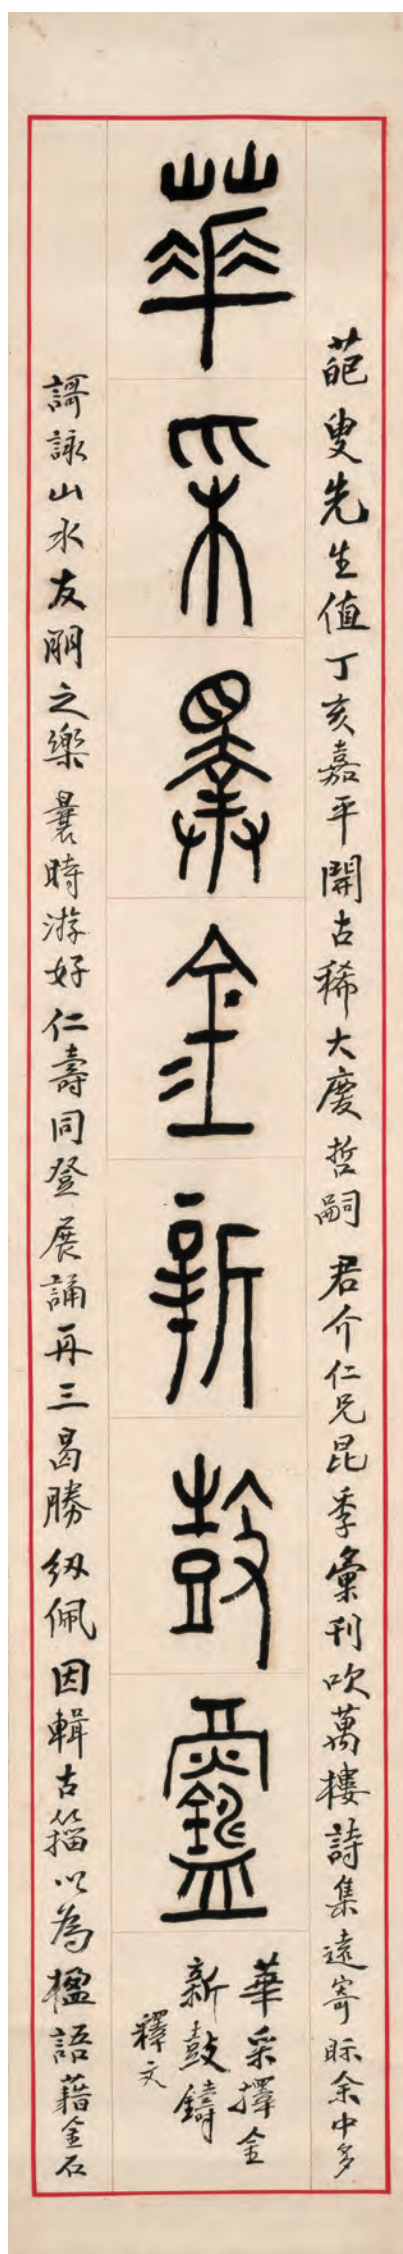 葩叟先生值丁亥嘉平開古稀大慶哲嗣君介仁兄昆季彙刊吹萬樓詩集遠寄眎余中多
華采擇金新鼓鑄
華采擇金
新鼓鑄
釋文
謌詠山水友朋之樂曩時游好仁壽同登展誦再三曷勝紉佩因輯古籀以為楹語藉金石